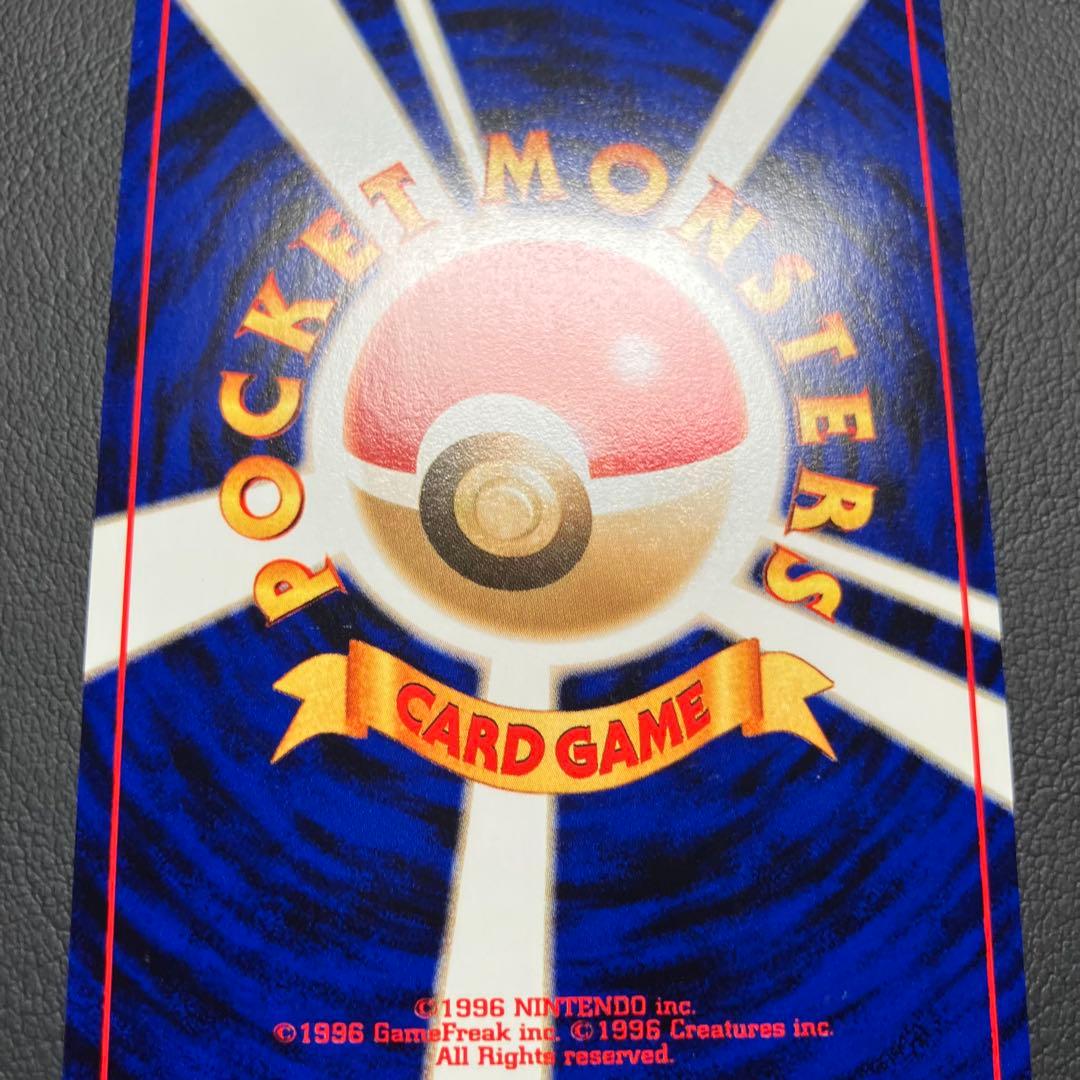 POCKET MONSTERS
CARD GAME
©1996 NINTENDO inc.
©1996 GameFreak inc. ©1996 Creatures inc.
All Rights reserved.